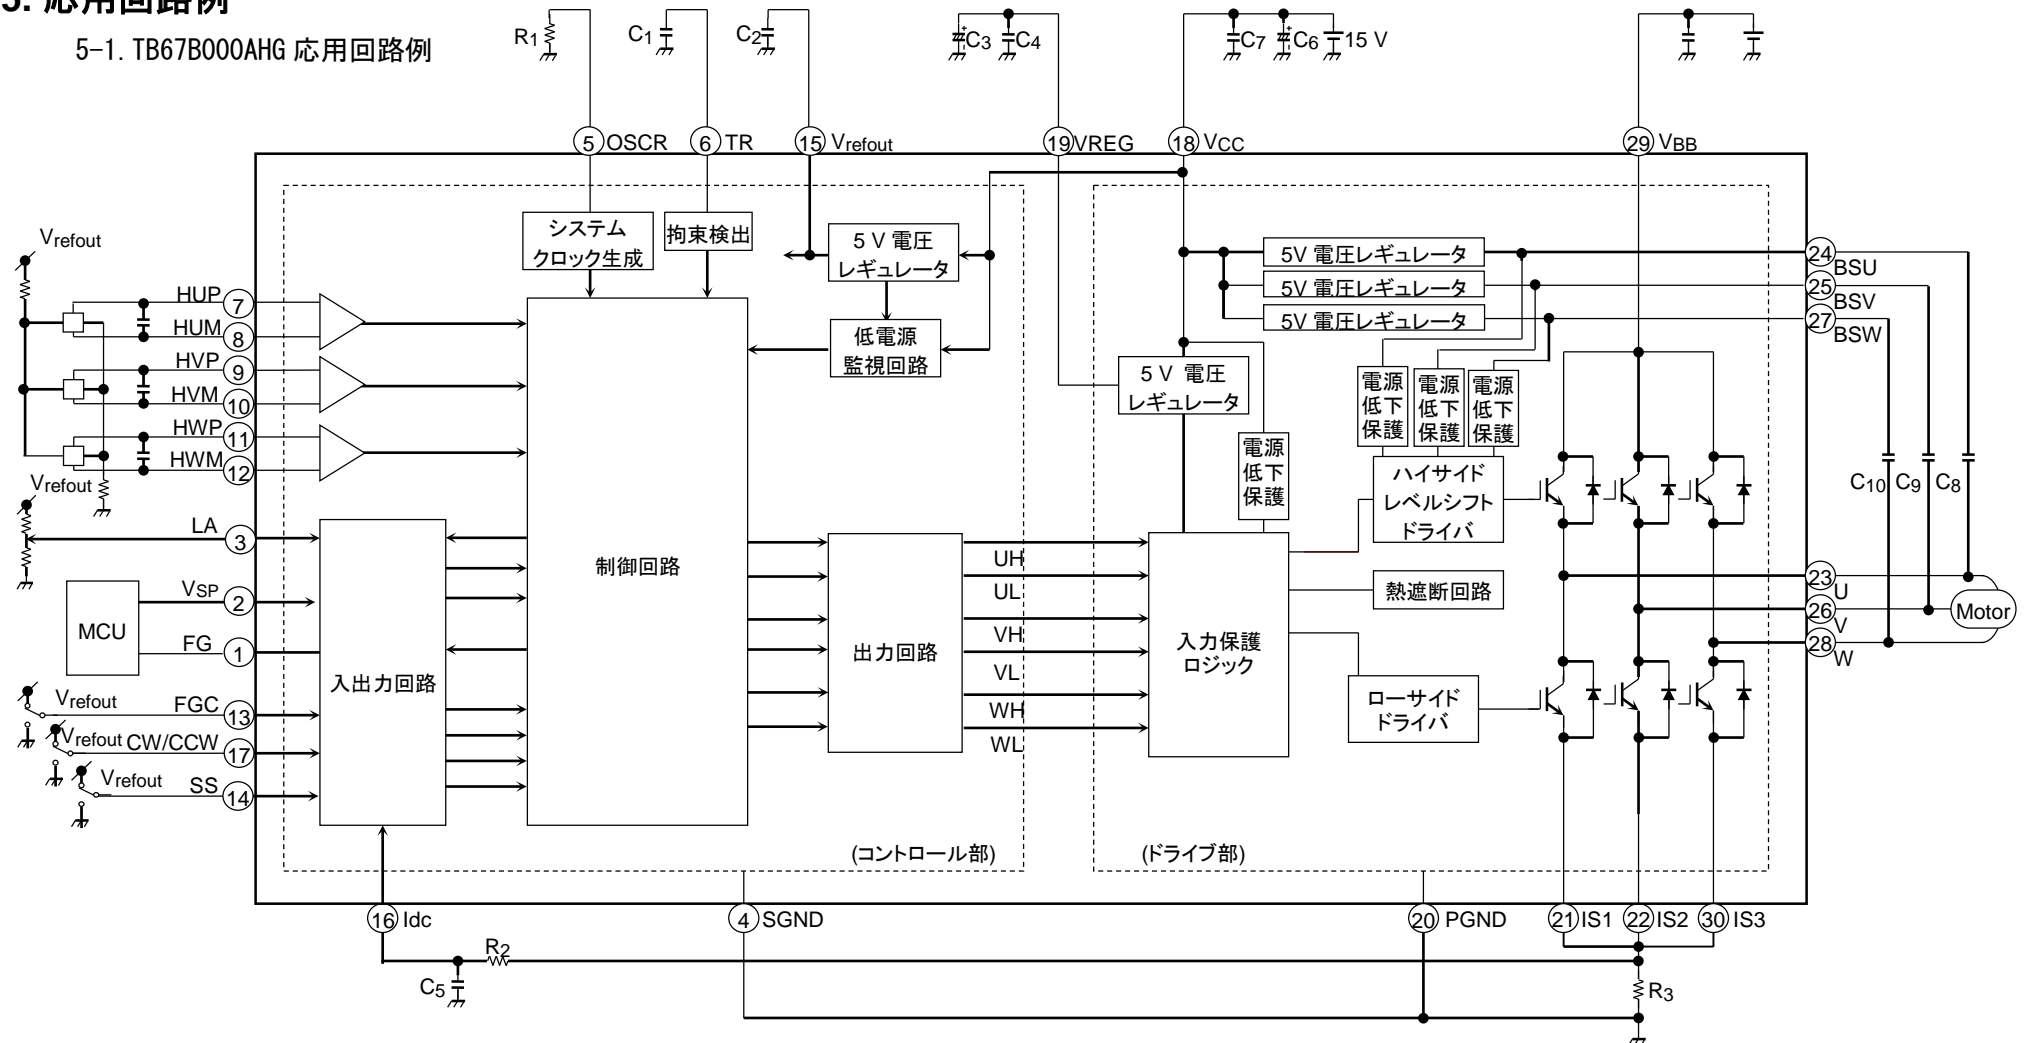 5. 応用回路例
5-1. TB67B000AHG 応用回路例
R1
C1
C2
C3
C4
C7
C6
15 V
5 OSCR
6 TR
15 Vrefout
19 VREG
18 VCC
29 VBB
システム
クロック生成
拘束検出
5 V 電圧
レギュレータ
低電源
監視回路
5V 電圧レギュレータ
5V 電圧レギュレータ
5V 電圧レギュレータ
24
BSU
25
BSV
27
BSW
Vrefout
HUP 7
HUM 8
HVP 9
HVM 10
HWP 11
HWM 12
Vrefout
LA 3
MCU
VSP 2
FG 1
Vrefout FGC 13
Vrefout CW/CCW 17
Vrefout SS 14
入出力回路
制御回路
出力回路
UH
UL
VH
VL
WH
WL
5 V 電圧
レギュレータ
電源
低下
保護
電源
低下
保護
電源
低下
保護
電源
低下
保護
ハイサイド
レベルシフト
ドライバ
熱遮断回路
入力保護
ロジック
ローサイド
ドライバ
C10
C9
C8
23
U
26
V
28
W
Motor
(コントロール部)
(ドライブ部)
16 Idc
4 SGND
20 PGND
21 IS1
22 IS2
30 IS3
R2
C5
R3